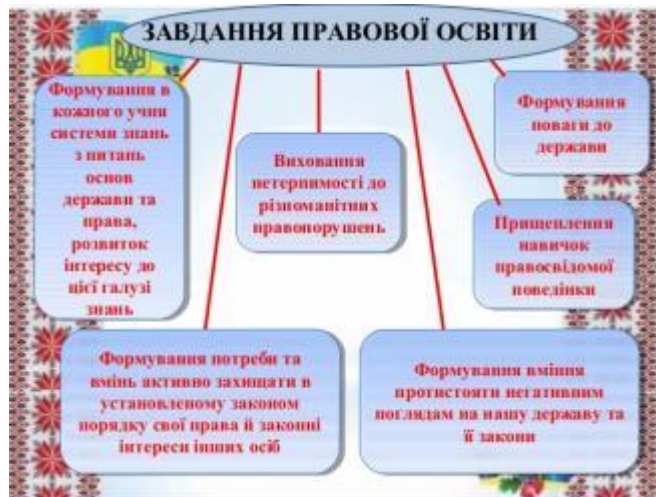 ЗАВДАННЯ ПРАВОВОЇ ОСВІТИ
Формування в
кожного учня
системи знань
з питань
основ
держави та
права,
розвиток
інтересу до
цієї галузі
знань
Виховання
нетерпимості до
різноманітних
правопорушень
Формування
поваги до
держави
Прищеплення
навичок
правосвідомої
поведінки
Формування потреби та
вмінь активно захищати в
установленому законом
порядку свої права й законні
інтереси інших осіб
Формування вміння
протистояти негативним
поглядам на нашу державу та
її закони